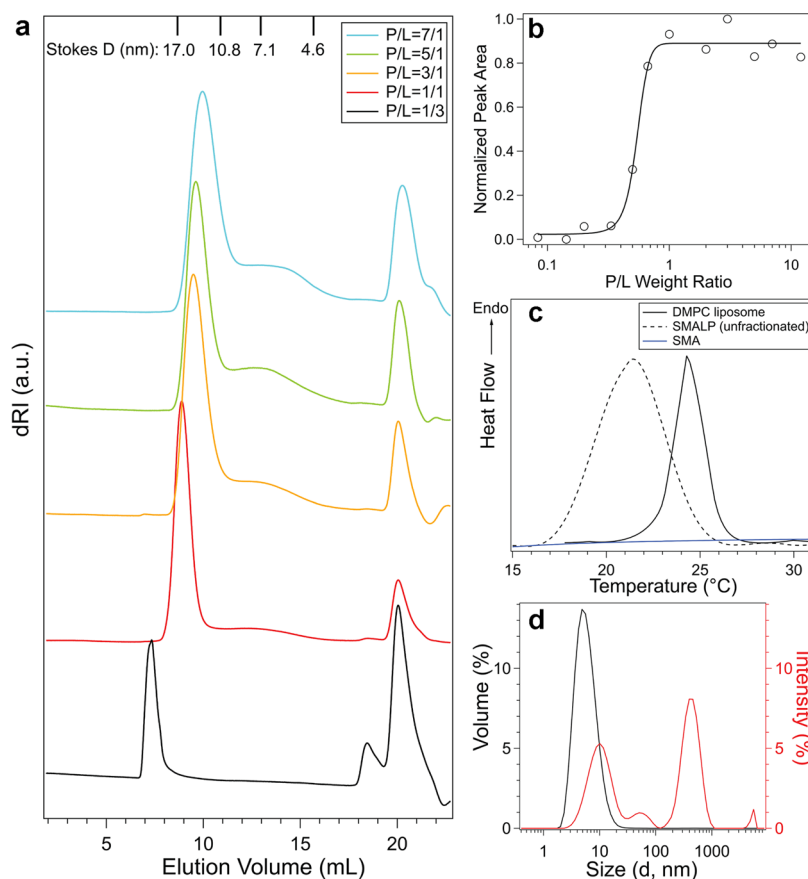 a
Stokes D (nm): 17.0 10.8 7.1 4.6
P/L=7/1
P/L=5/1
P/L=3/1
P/L=1/1
P/L=1/3
dRI (a.u.)
5 10 15 20
Elution Volume (mL)
b
Normalized Peak Area
1.0
0.8
0.6
0.4
0.2
0.0
0.1 1 10
P/L Weight Ratio
c
Endo
Heat Flow
DMPC liposome
SMALP (unfractionated)
SMA
15 20 25 30
Temperature (°C)
d
Volume (%)
10
5
0
Intensity (%)
10
5
0
1 10 100 1000
Size (d, nm)